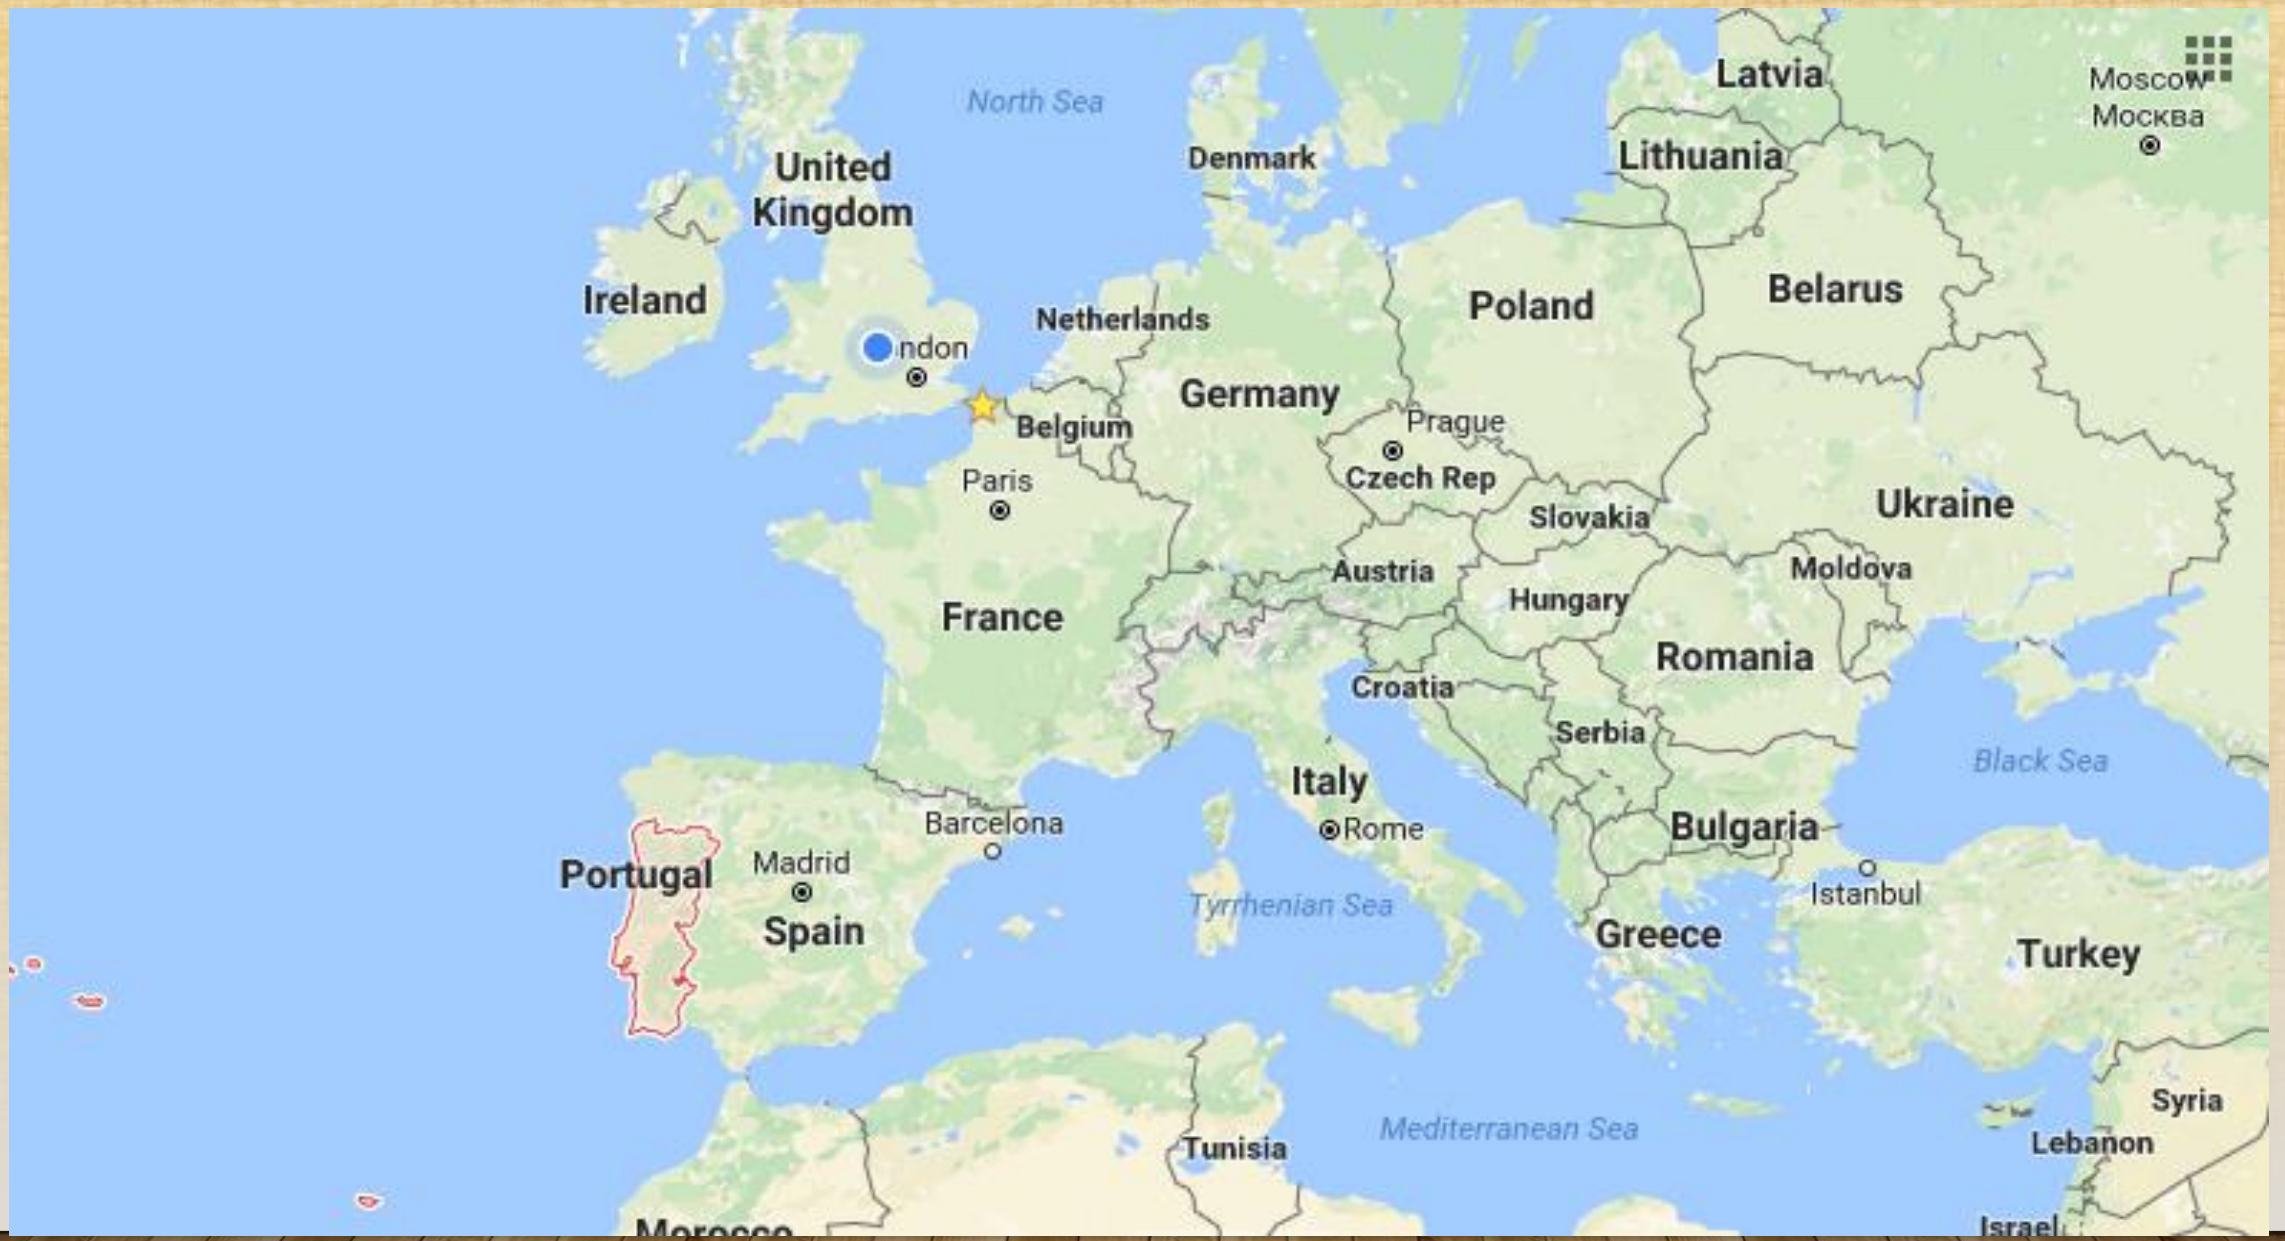 Latvia
Moscow
Москва
North Sea
Denmark
Lithuania
United
Kingdom
Ireland
Netherlands
Poland
Belarus
ndon
Germany
Belgium
Prague
Czech Rep
Paris
Slovakia
Ukraine
Austria
Moldova
Hungary
France
Romania
Croatia
Serbia
Black Sea
Italy
Barcelona
Rome
Bulgaria
Portugal
Madrid
Istanbul
Tyrrhenian Sea
Spain
Greece
Turkey
Syria
Mediterranean Sea
Tunisia
Lebanon
Morocco
Israel